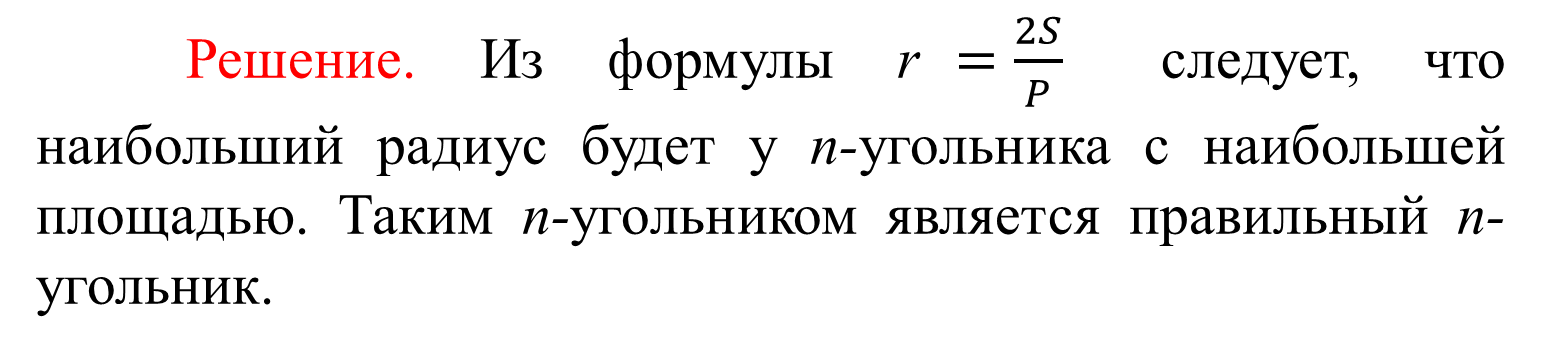 Решение. Из формулы r = 2S/P следует, что
наибольший радиус будет у n-угольника с наибольшей
площадью. Таким n-угольником является правильный n-
угольник.